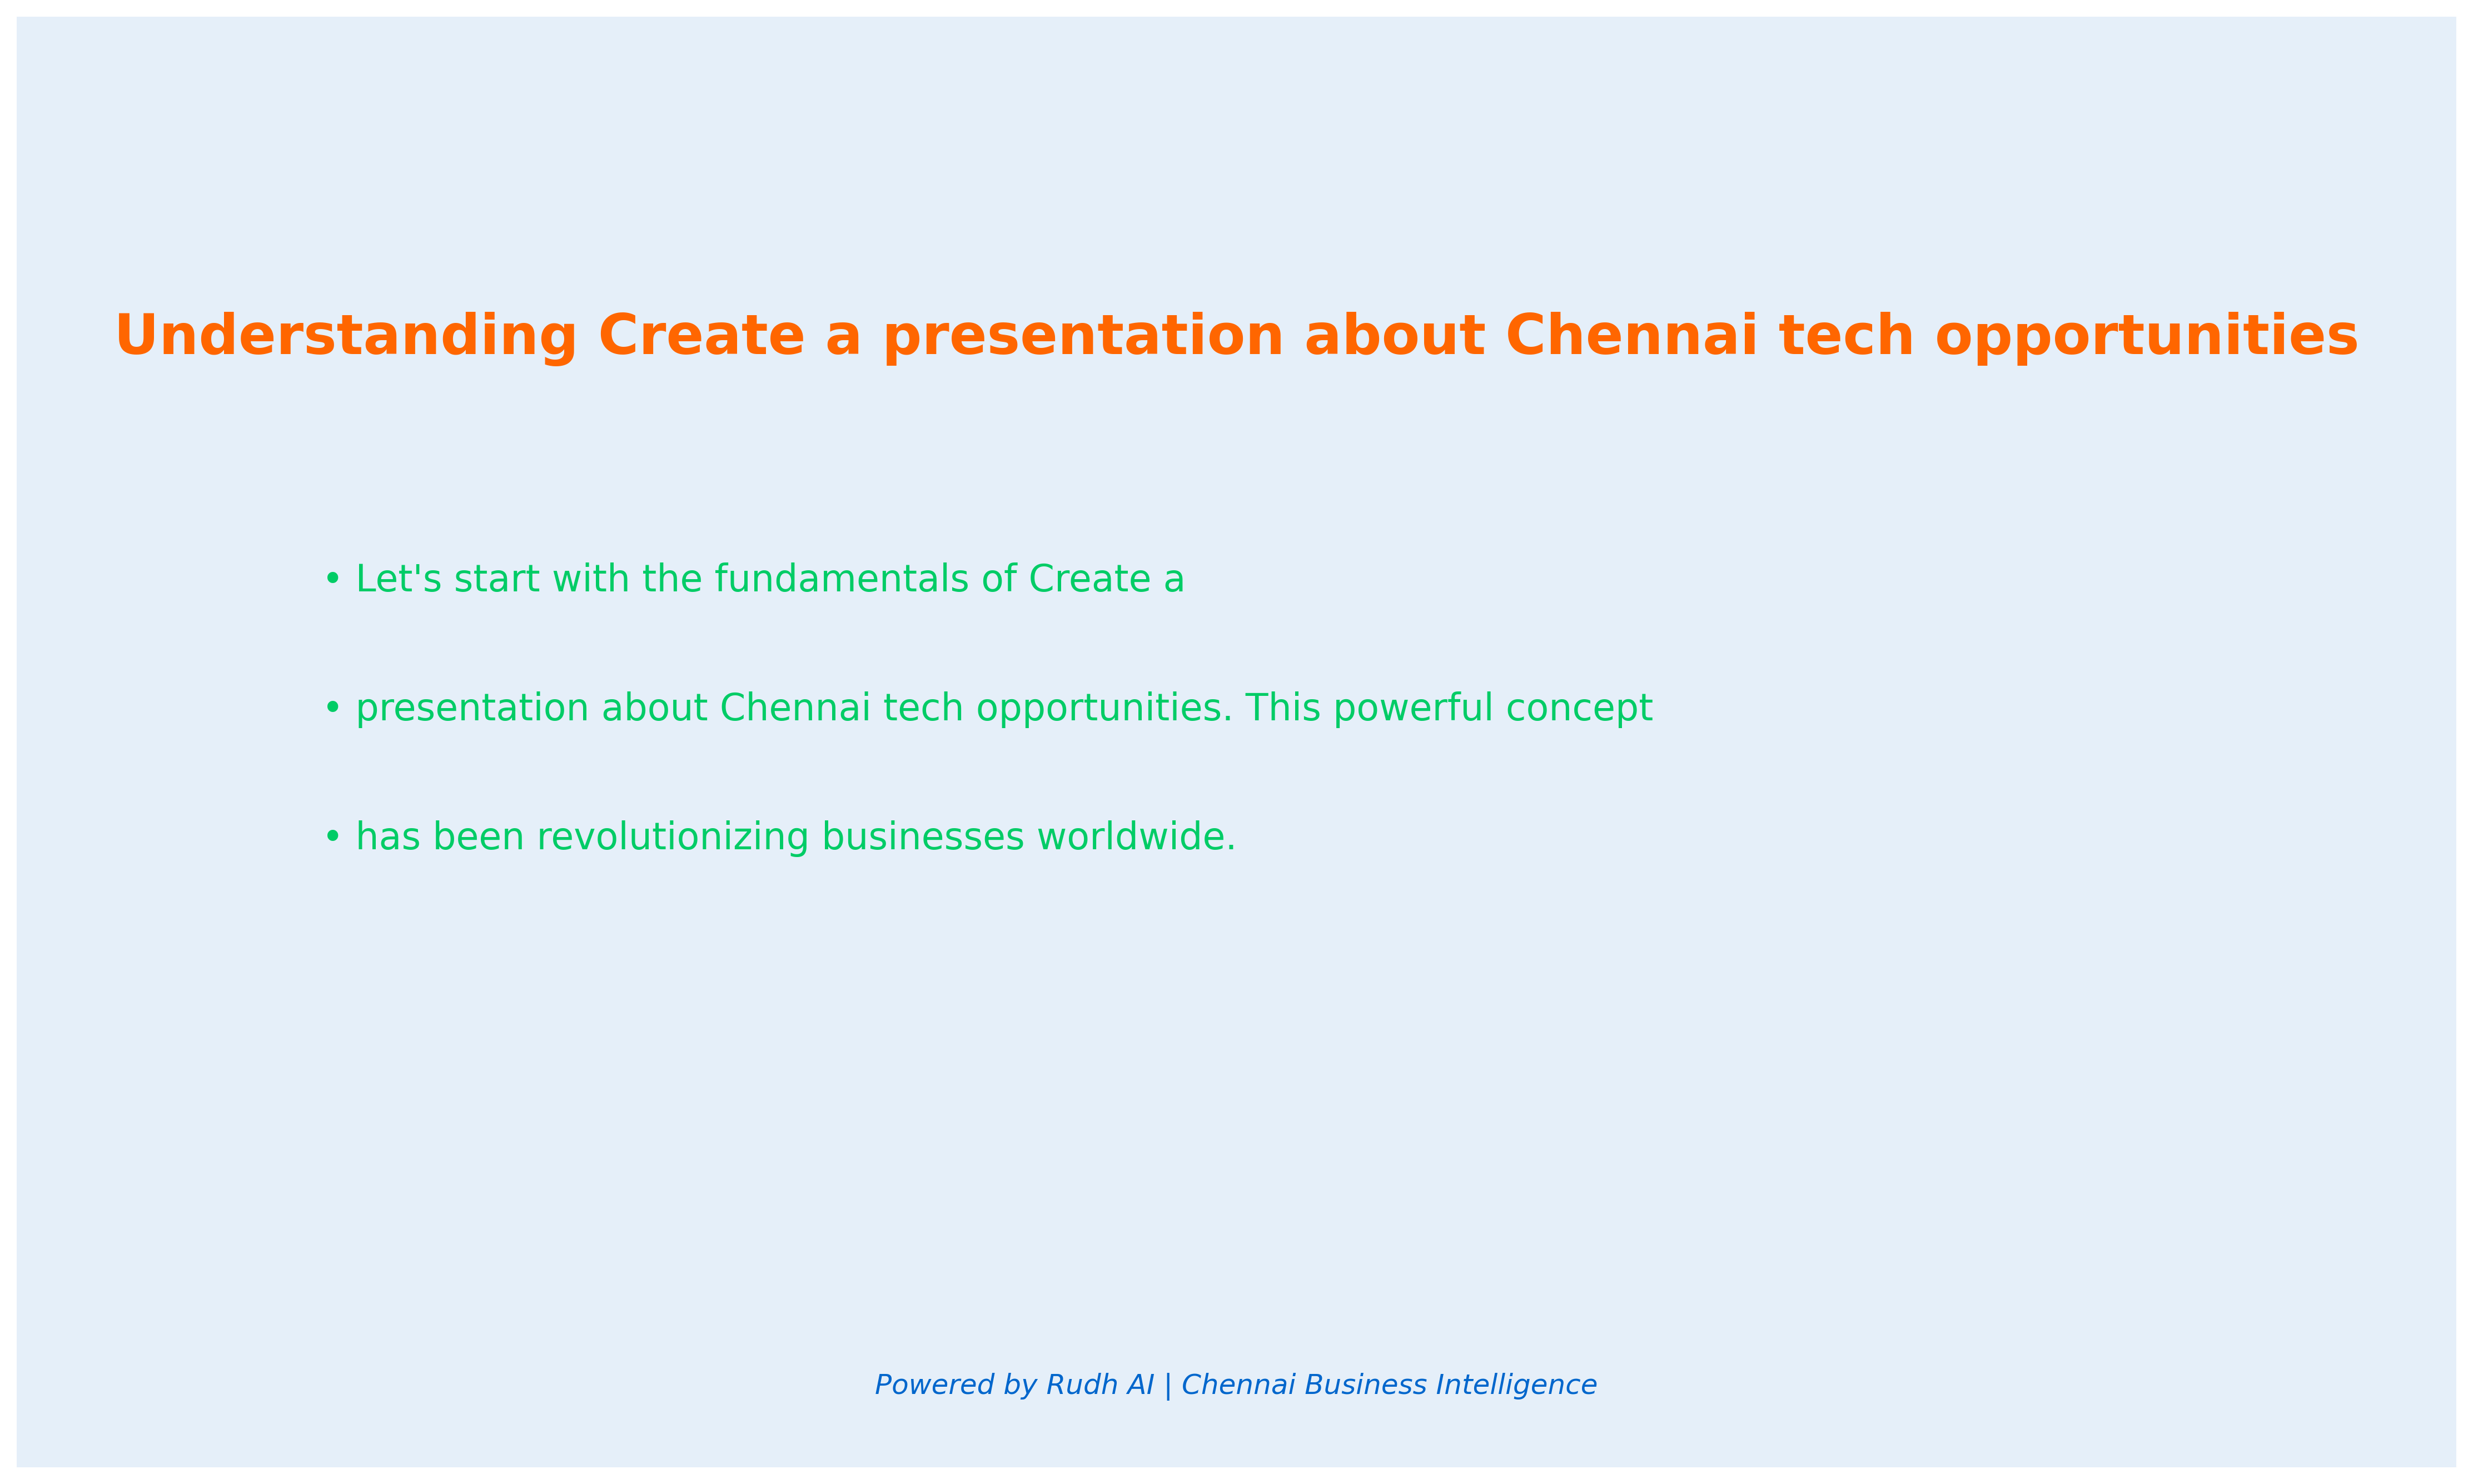 Understanding Create a presentation about Chennai tech opportunities
• Let's start with the fundamentals of Create a
• presentation about Chennai tech opportunities. This powerful concept
• has been revolutionizing businesses worldwide.
Powered by Rudh AI | Chennai Business Intelligence